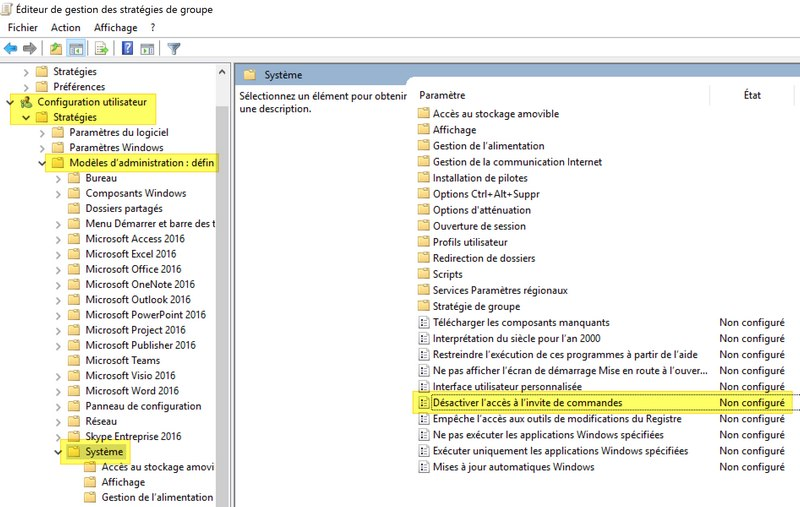 Éditeur de gestion des stratégies de groupe
Fichier Action Affichage ?
Stratégies
Préférences
Configuration utilisateur
Stratégies
Paramètres du logiciel
Paramètres Windows
Modèles d'administration : défin
Bureau
Composants Windows
Dossiers partagés
Menu Démarrer et barre des t
Microsoft Access 2016
Microsoft Excel 2016
Microsoft Office 2016
Microsoft OneNote 2016
Microsoft Outlook 2016
Microsoft PowerPoint 2016
Microsoft Project 2016
Microsoft Publisher 2016
Microsoft Teams
Microsoft Visio 2016
Microsoft Word 2016
Panneau de configuration
Réseau
Skype Entreprise 2016
Système
Accès au stockage amovi
Affichage
Gestion de l'alimentation
Système
Sélectionnez un élément pour obtenir
une description.
Paramètre État
Accès au stockage amovible
Affichage
Gestion de l'alimentation
Gestion de la communication Internet
Installation de pilotes
Options Ctrl+Alt+Suppr
Options d'atténuation
Ouverture de session
Profils utilisateur
Redirection de dossiers
Scripts
Services Paramètres régionaux
Stratégie de groupe
Télécharger les composants manquants Non configuré
Interprétation du siècle pour l'an 2000 Non configuré
Restreindre l'exécution de ces programmes à partir de l'aide Non configuré
Ne pas afficher l'écran de démarrage Mise en route à l'ouver... Non configuré
Interface utilisateur personnalisée Non configuré
Désactiver l'accès à l'invite de commandes Non configuré
Empêche l'accès aux outils de modifications du Registre Non configuré
Ne pas exécuter les applications Windows spécifiées Non configuré
Exécuter uniquement les applications Windows spécifiées Non configuré
Mises à jour automatiques Windows Non configuré